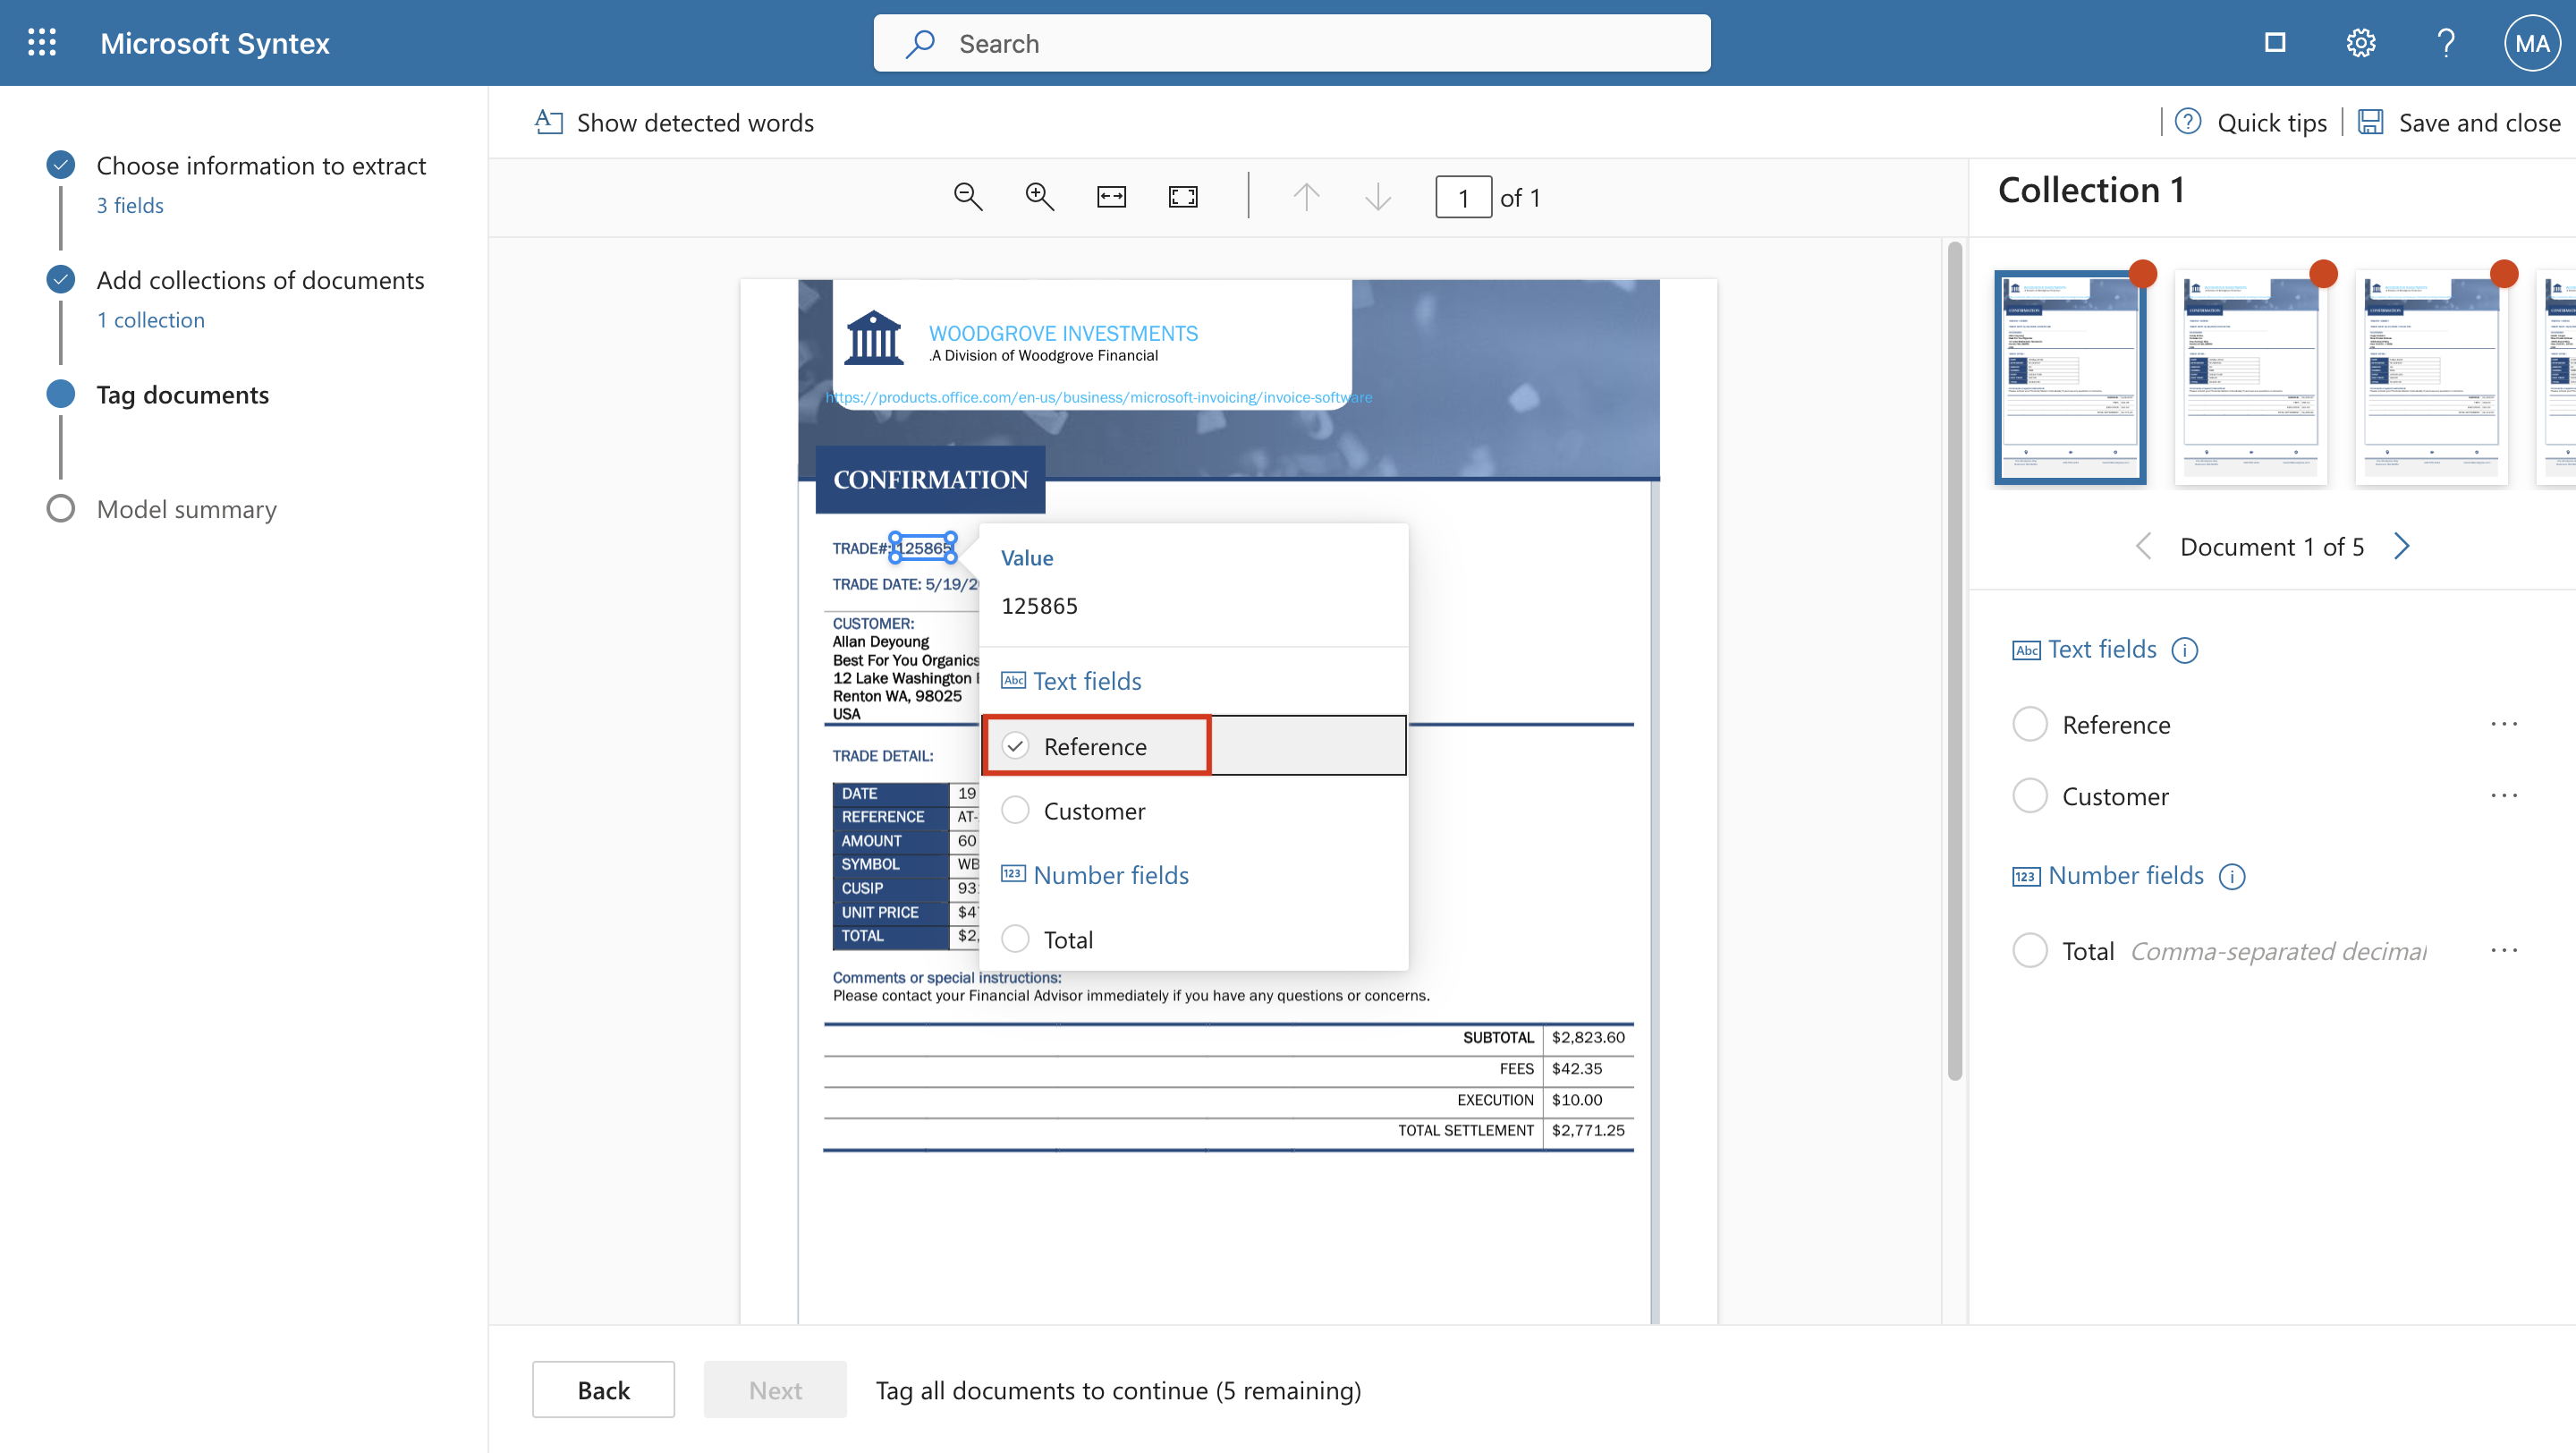 Microsoft Syntex
Search
MA
Show detected words
Quick tips
Save and close
Choose information to extract
3 fields
Add collections of documents
1 collection
Tag documents
Model summary
1 of 1
WOODGROVE INVESTMENTS
.A Division of Woodgrove Financial
https://products.office.com/en-us/business/microsoft-invoicing/invoice-software
CONFIRMATION
TRADE#: 125865
TRADE DATE: 5/19/2
CUSTOMER:
Allan Deyoung
Best For You Organics
12 Lake Washington
Renton WA, 98025
USA
TRADE DETAIL:
DATE 19
REFERENCE AT-
AMOUNT 60
SYMBOL WB
CUSIP 93
UNIT PRICE $4
TOTAL $2,
Comments or special instructions:
Please contact your Financial Advisor immediately if you have any questions or concerns.
SUBTOTAL $2,823.60
FEES $42.35
EXECUTION $10.00
TOTAL SETTLEMENT $2,771.25
Value
125865
Abc Text fields
Reference
Customer
123 Number fields
Total
Collection 1
Document 1 of 5
Abc Text fields
Reference
Customer
123 Number fields
Total Comma-separated decimal
Back
Next
Tag all documents to continue (5 remaining)